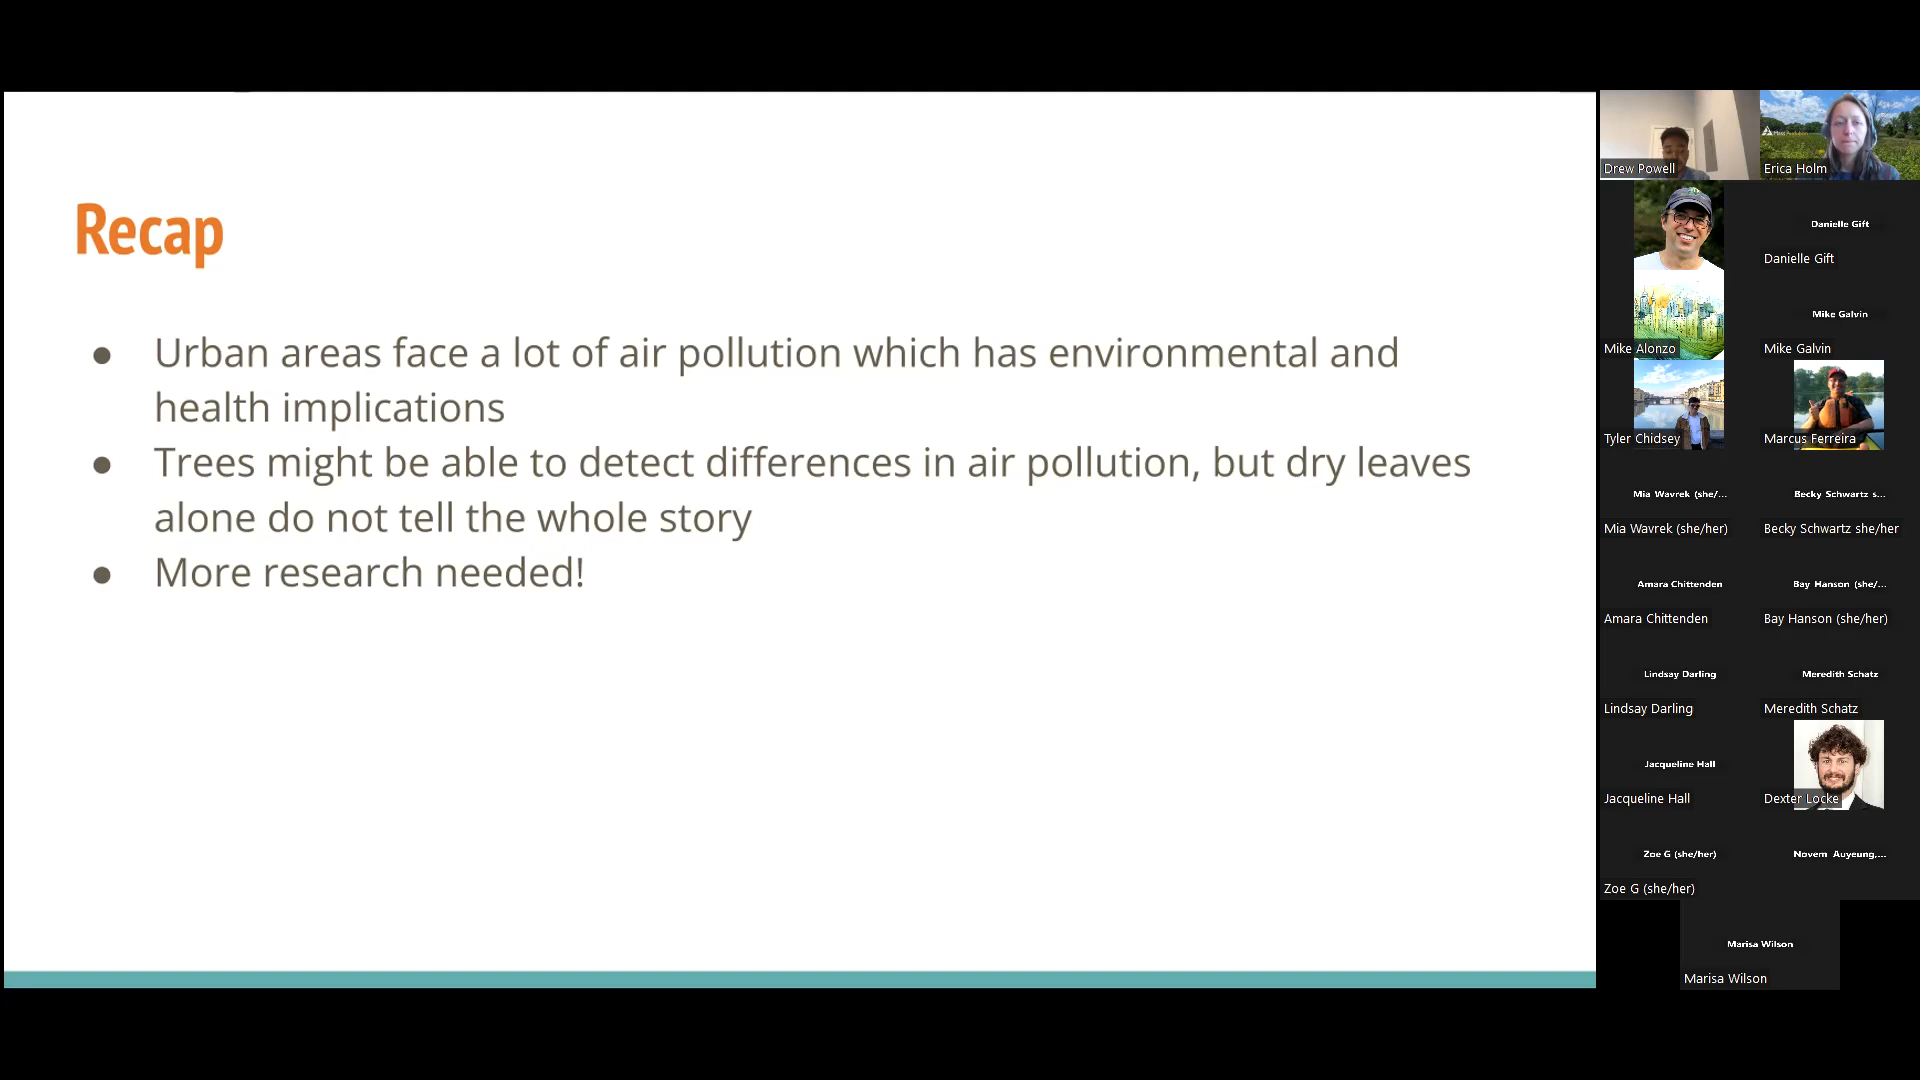 Recap
● Urban areas face a lot of air pollution which has environmental and
health implications
● Trees might be able to detect differences in air pollution, but dry leaves
alone do not tell the whole story
● More research needed!
Drew Powell
Mass Audubon
Erica Holm
Danielle Gift
Danielle Gift
Mike Galvin
Mike Alonzo
Mike Galvin
Tyler Chidsey
Marcus Ferreira
Mia Wavrek (she/...
Becky Schwartz s...
Mia Wavrek (she/her)
Becky Schwartz she/her
Amara Chittenden
Bay Hanson (she/...
Amara Chittenden
Bay Hanson (she/her)
Lindsay Darling
Meredith Schatz
Lindsay Darling
Meredith Schatz
Jacqueline Hall
Jacqueline Hall
Dexter Locke
Zoe G (she/her)
Novem Auyeung,...
Zoe G (she/her)
Marisa Wilson
Marisa Wilson